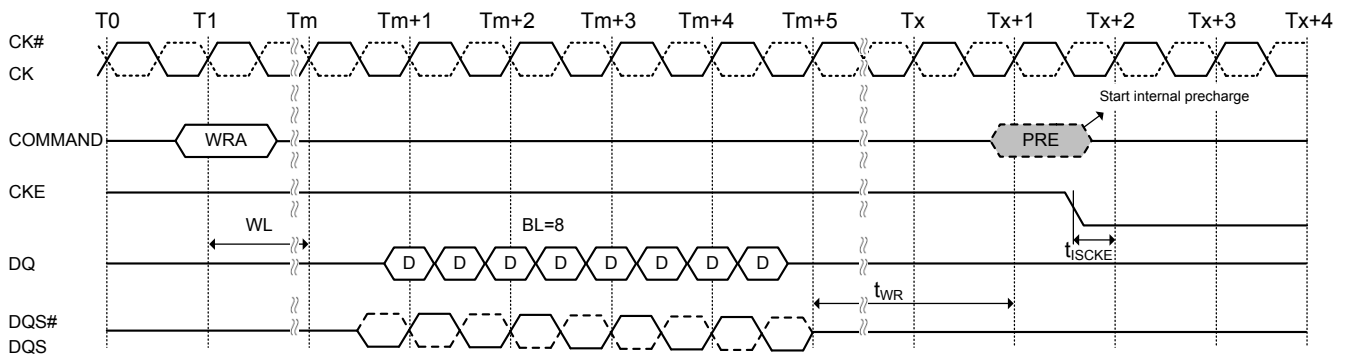 T0 T1 Tm Tm+1 Tm+2 Tm+3 Tm+4 Tm+5 Tx Tx+1 Tx+2 Tx+3 Tx+4
CK#
CK
Start internal precharge
COMMAND WRA PRE
CKE
WL BL=8
tISCKE
DQ D D D D D D D D
tWR
DQS#
DQS